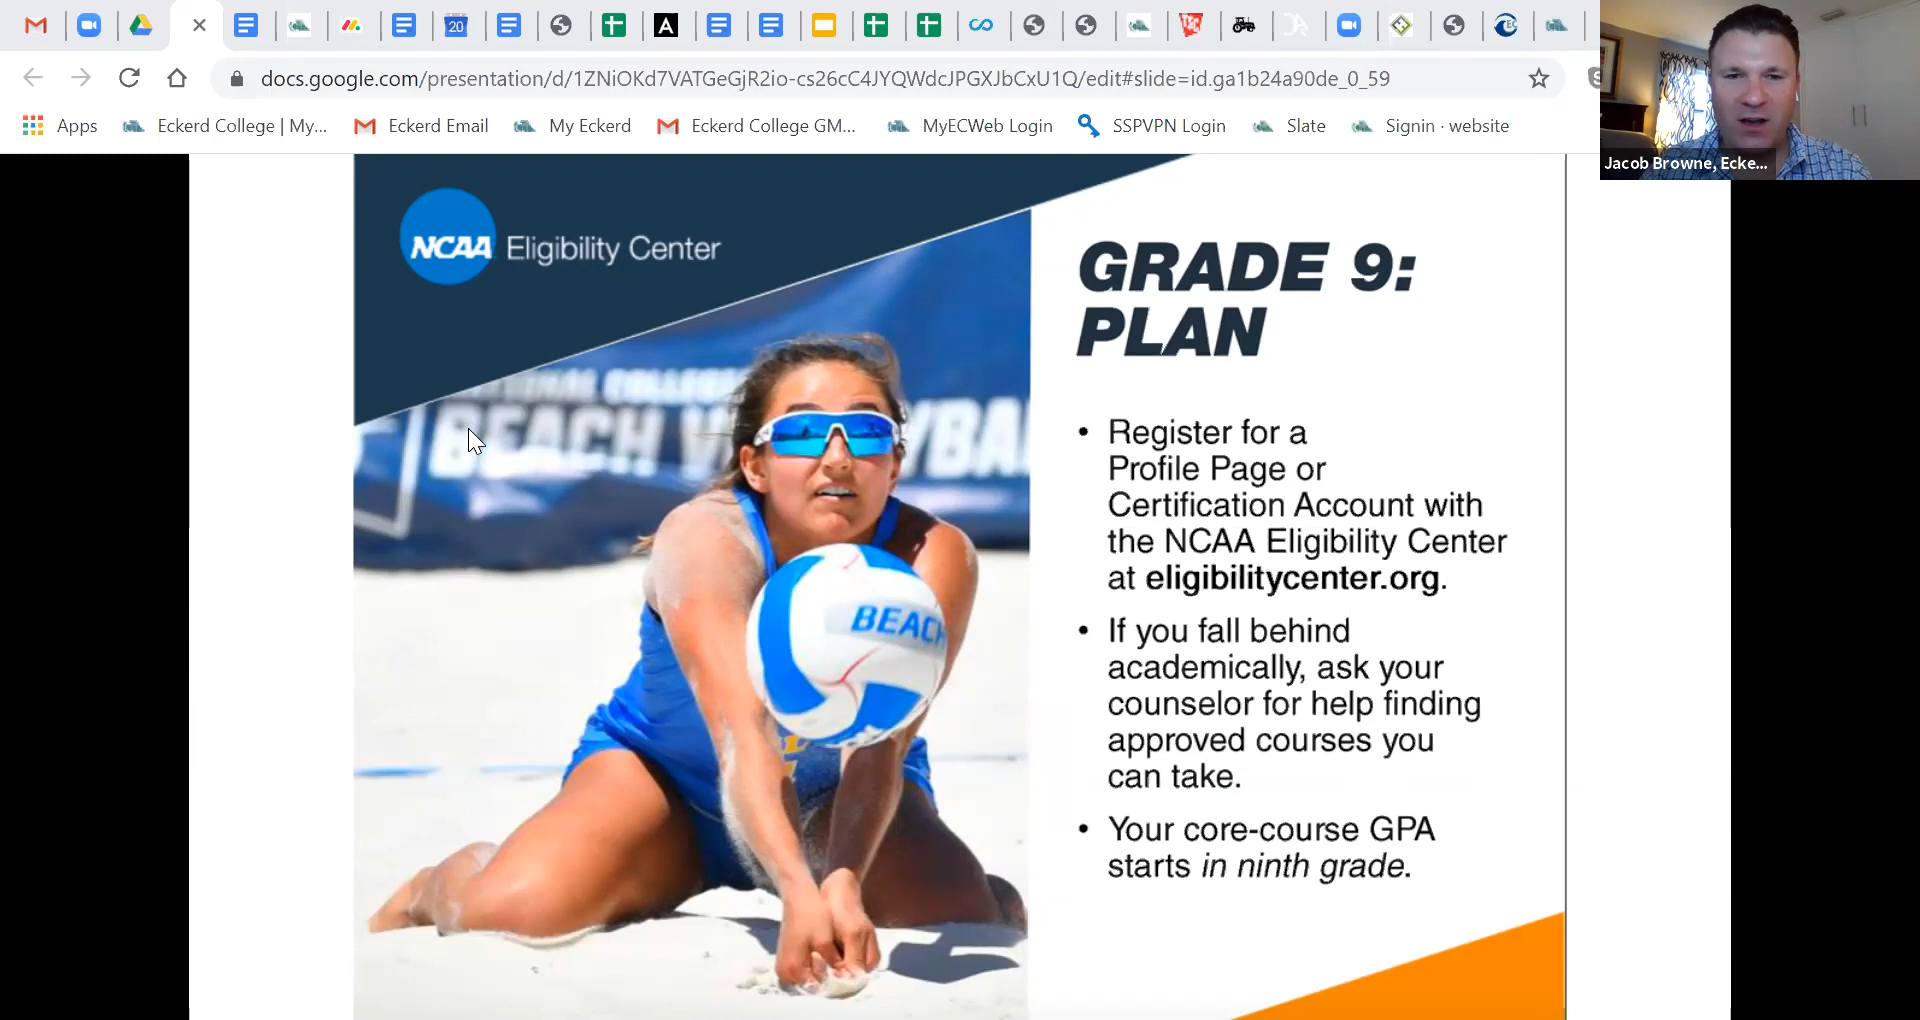 20
A
docs.google.com/presentation/d/1ZNiOKd7VATGeGjR2io-cs26cC4JYQWdcJPGXJbCxU1Q/edit#slide=id.ga1b24a90de_0_59
Apps Eckerd College | My... Eckerd Email My Eckerd Eckerd College GM... MyECWeb Login SSPVPN Login Slate Signin · website
Jacob Browne, Ecke...
NCAA Eligibility Center
GRADE 9:
PLAN
BEACH
BEACH
• Register for a
Profile Page or
Certification Account with
the NCAA Eligibility Center
at eligibilitycenter.org.
• If you fall behind
academically, ask your
counselor for help finding
approved courses you
can take.
• Your core-course GPA
starts in ninth grade.